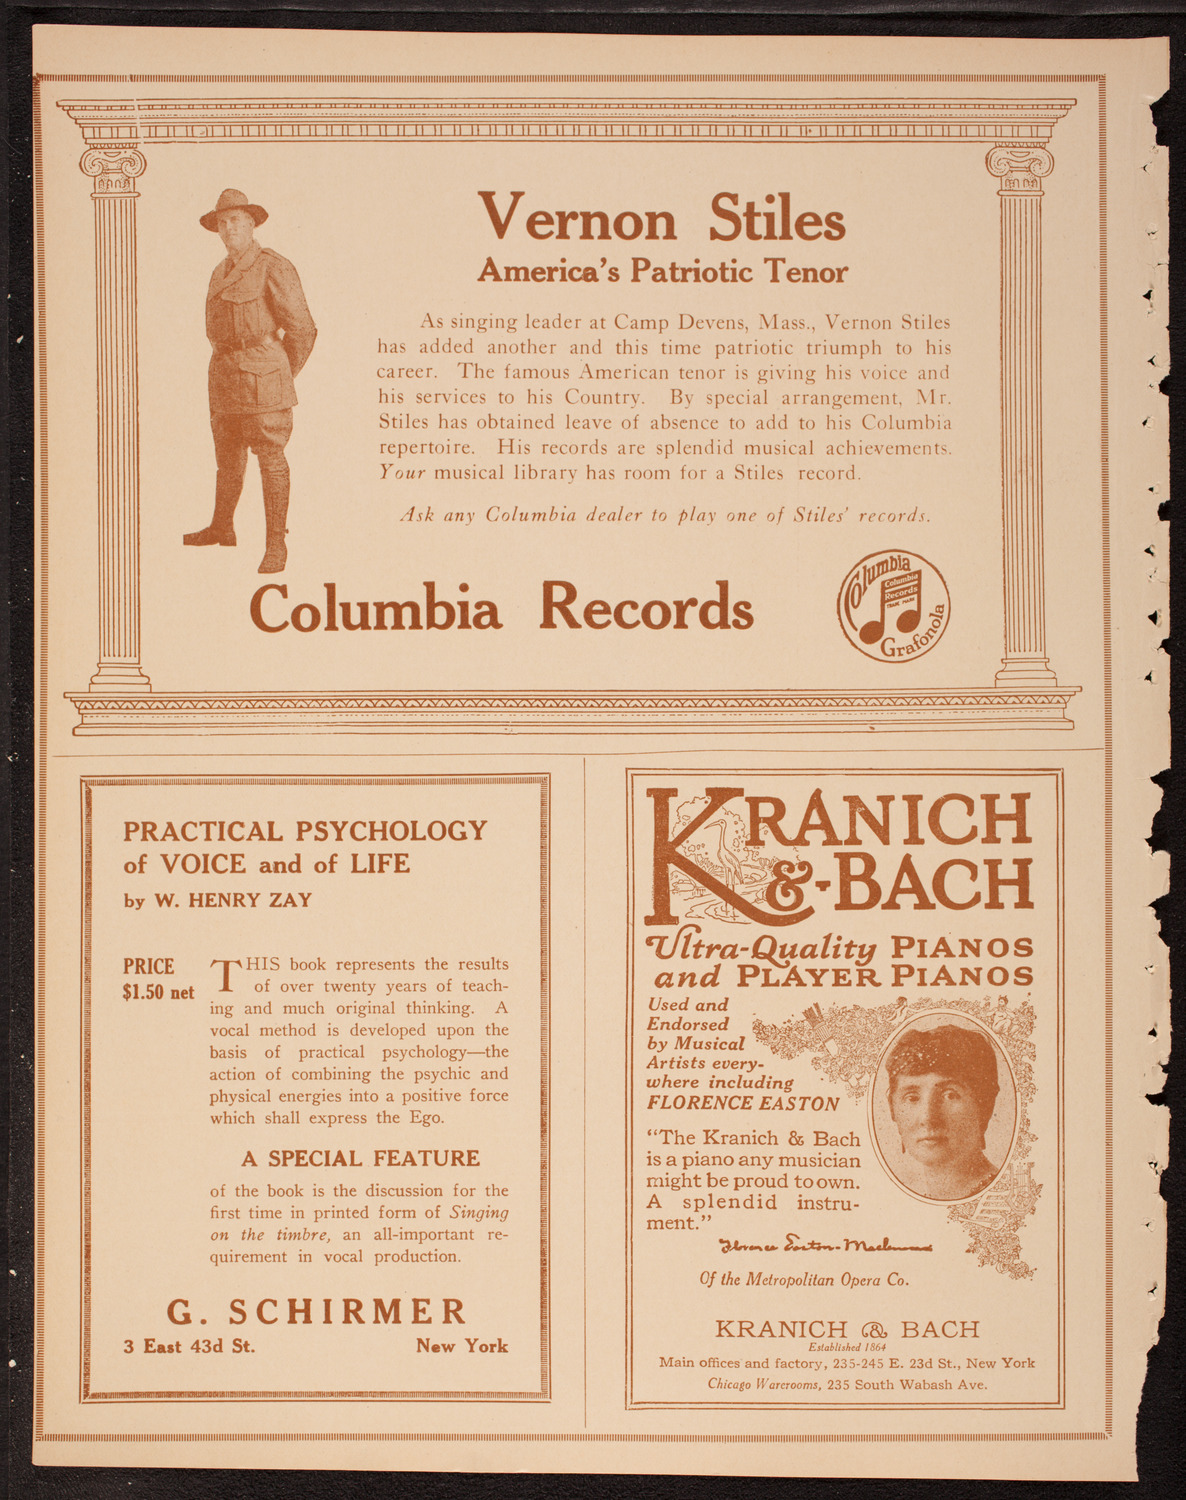 Vernon Stiles
America's Patriotic Tenor
As singing leader at Camp Devens, Mass., Vernon Stiles
has added another and this time patriotic triumph to his
career. The famous American tenor is giving his voice and
his services to his Country. By special arrangement, Mr.
Stiles has obtained leave of absence to add to his Columbia
repertoire. His records are splendid musical achievements.
Your musical library has room for a Stiles record.
Ask any Columbia dealer to play one of Stiles' records.
Columbia Records
Columbia
Columbia
Records
TRADE MARK
Grafonola
PRACTICAL PSYCHOLOGY
of VOICE and of LIFE
by W. HENRY ZAY
PRICE
$1.50 net
THIS book represents the results
of over twenty years of teach-
ing and much original thinking. A
vocal method is developed upon the
basis of practical psychology—the
action of combining the psychic and
physical energies into a positive force
which shall express the Ego.
A SPECIAL FEATURE
of the book is the discussion for the
first time in printed form of Singing
on the timbre, an all-important re-
quirement in vocal production.
G. SCHIRMER
3 East 43d St. New York
KRANICH
&-BACH
Ultra-Quality PIANOS
and PLAYER PIANOS
Used and
Endorsed
by Musical
Artists every-
where including
FLORENCE EASTON
"The Kranich & Bach
is a piano any musician
might be proud to own.
A splendid instru-
ment."
Florence Easton-Maclennan
Of the Metropolitan Opera Co.
KRANICH & BACH
Established 1864
Main offices and factory, 235-245 E. 23d St., New York
Chicago Warerooms, 235 South Wabash Ave.